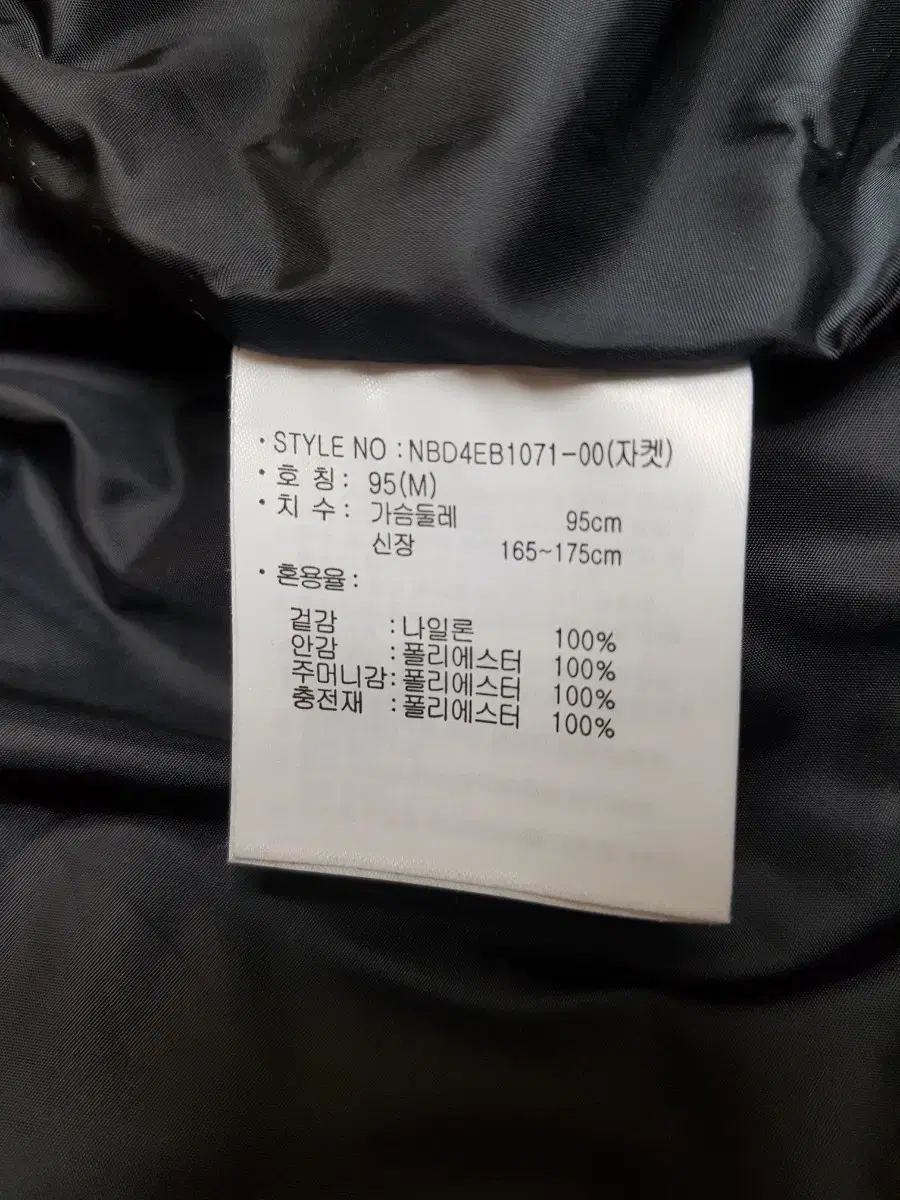 · STYLE NO : NBD4EB1071-00(자켓)
· 호 칭 : 95(M)
· 치 수 : 가슴둘레 95cm
신장 165~175cm
· 혼용율 :
겉감 : 나일론 100%
안감 : 폴리에스터 100%
주머니감 : 폴리에스터 100%
충전재 : 폴리에스터 100%